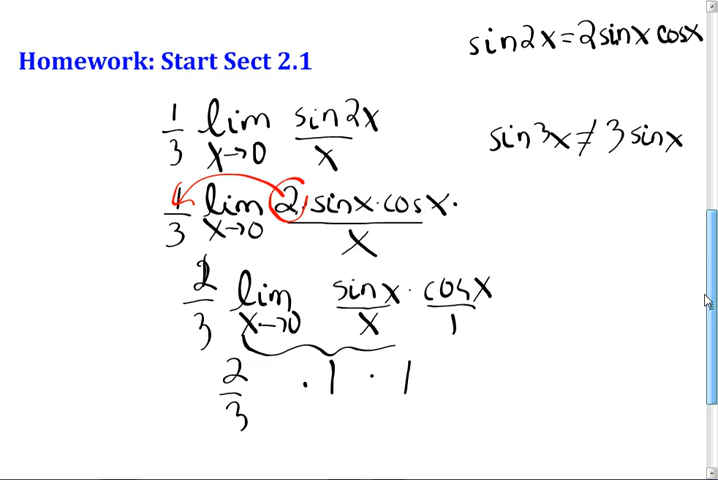 sin2x=2sinx cosx
Homework: Start Sect 2.1
1/3 lim x→0 sin2x/x
sin3x≠3sinx
1/3 lim x→0 2·sinx·cosx·/x
2/3 lim x→0 sinx/x · cosx/1
2/3 · 1 · 1